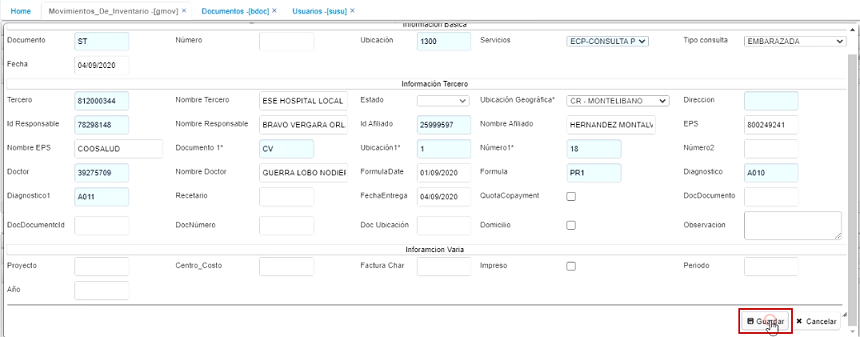 Home Movimientos_De_Inventario -[gmov] × Documentos -[bdoc] × Usuarios -[susu] ×
Información Basica
Documento ST Número Ubicación 1300 Servicios ECP-CONSULTA P Tipo consulta EMBARAZADA
Fecha 04/09/2020
Información Tercero
Tercero 812000344 Nombre Tercero ESE HOSPITAL LOCAL Estado Ubicación Geográfica* CR - MONTELIBANO Direccion
Id Responsable 78298148 Nombre Responsable BRAVO VERGARA ORL Id Afiliado 25999597 Nombre Afiliado HERNANDEZ MONTALV EPS 800249241
Nombre EPS COOSALUD Documento 1* CV Ubicación1* 1 Número1* 18 Número2
Doctor 39275709 Nombre Doctor GUERRA LOBO NODIEI FormulaDate 01/09/2020 Formula PR1 Diagnostico A010
Diagnostico1 A011 Recetario FechaEntrega 04/09/2020 QuotaCopayment DocDocumento
DocDocumentcId DocNúmero Doc Ubicación Domicilio Observacion
Inforamcion Varia
Proyecto Centro_Costo Factura Char Impreso Periodo
Año
Guardar × Cancelar